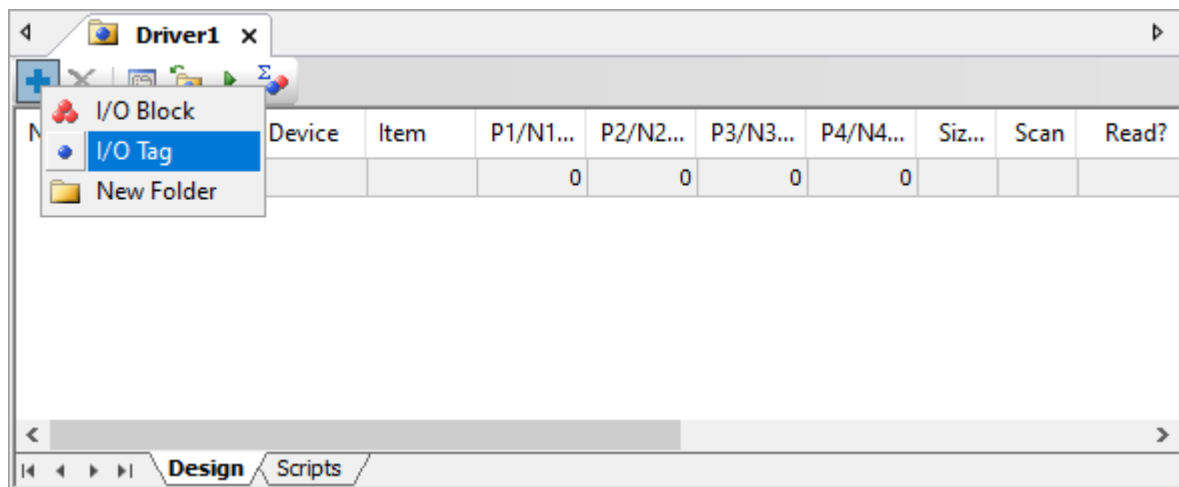 Driver1
I/O Block
N Device Item P1/N1... P2/N2... P3/N3... P4/N4... Siz... Scan Read?
I/O Tag
0 0 0 0
New Folder
Design Scripts